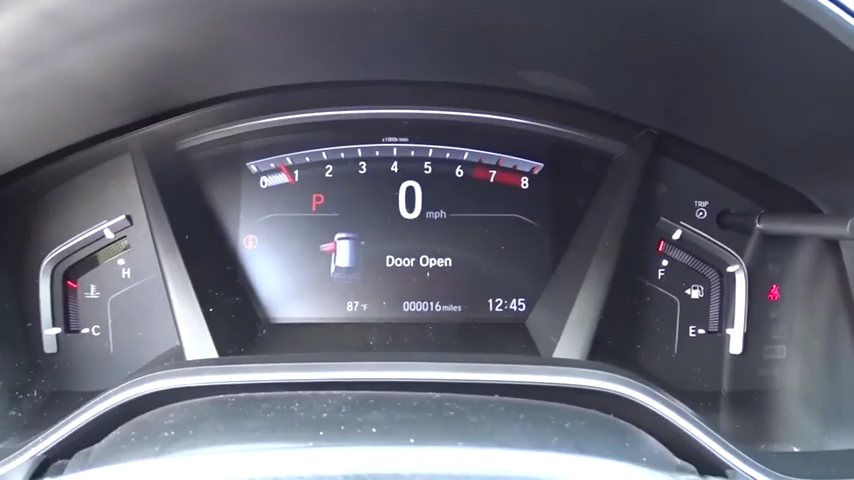 x1000r/min
0 1 2 3 4 5 6 7 8
P
0 mph
TRIP
H
C
F
E
Door Open
87°F
000016 miles
12:45